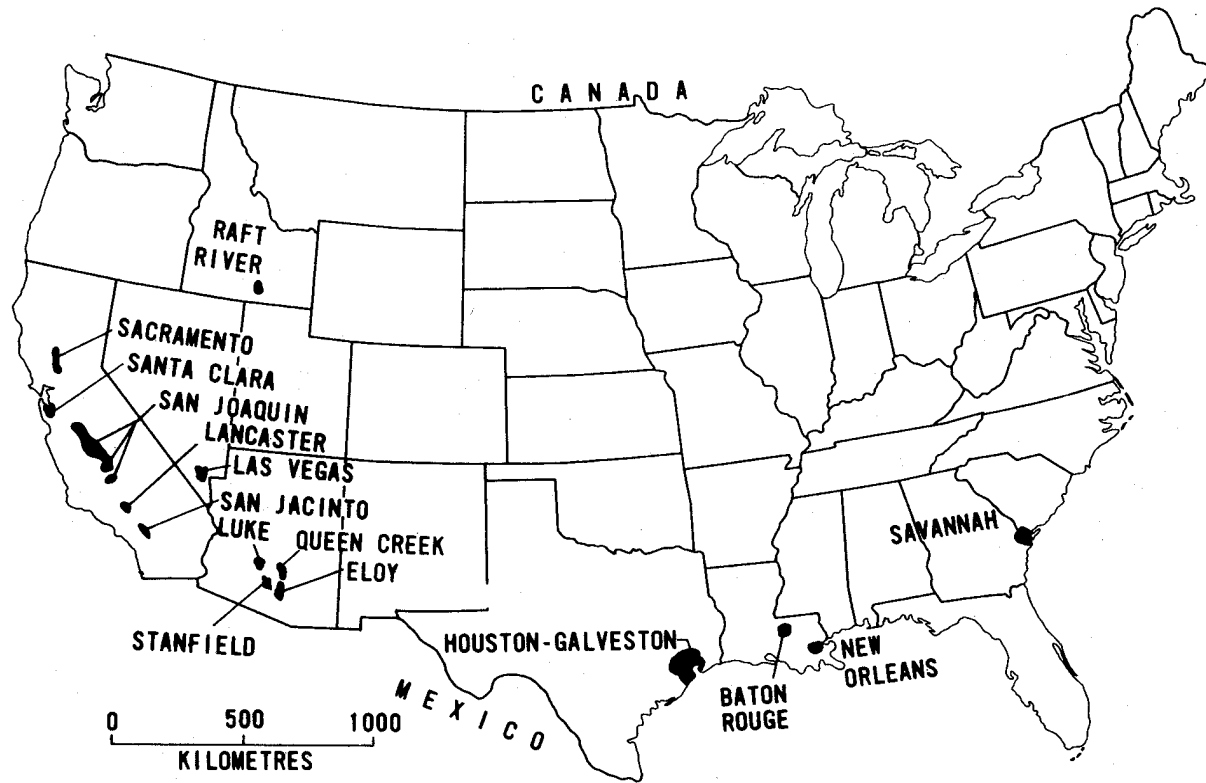 CANADA
RAFT
RIVER
SACRAMENTO
SANTA CLARA
SAN JOAQUIN
LANCASTER
LAS VEGAS
SAN JACINTO
LUKE
QUEEN CREEK
ELOY
STANFIELD
SAVANNAH
HOUSTON-GALVESTON
NEW
ORLEANS
BATON
ROUGE
MEXICO
0 500 1000
KILOMETRES